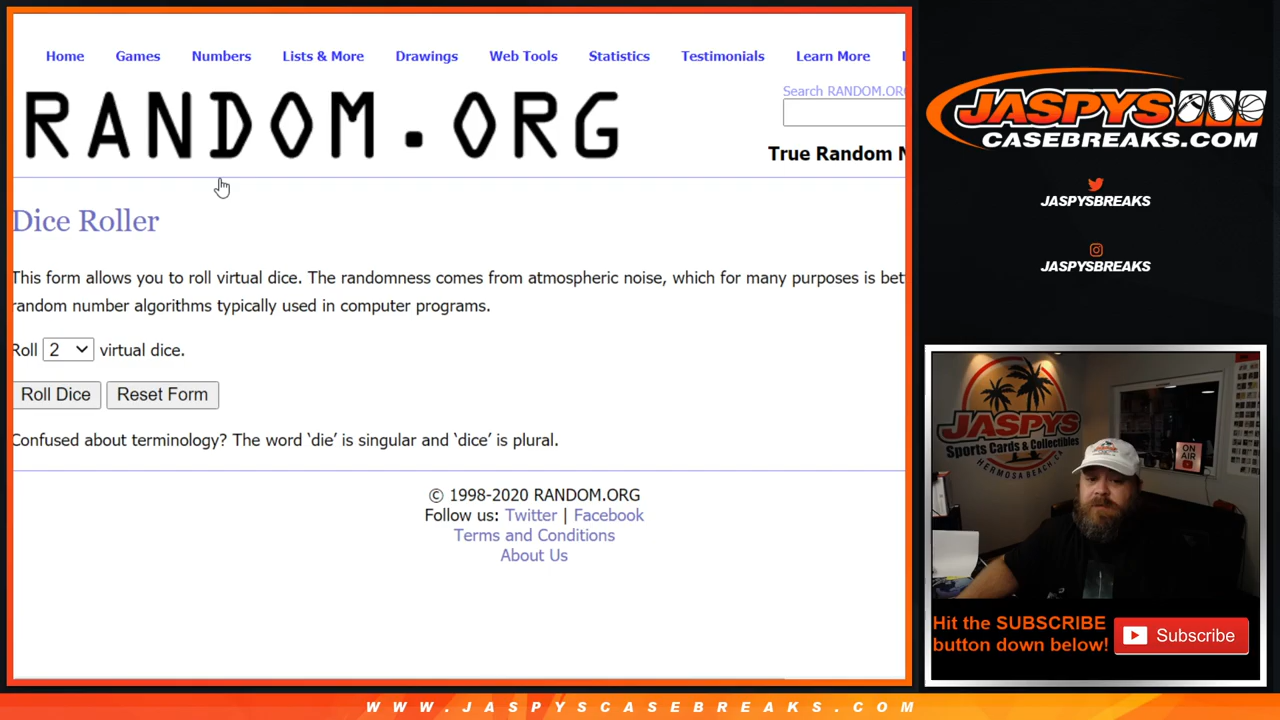 Home Games Numbers Lists & More Drawings Web Tools Statistics Testimonials Learn More
RANDOM.ORG
Search RANDOM.ORG
True Random N
Dice Roller
This form allows you to roll virtual dice. The randomness comes from atmospheric noise, which for many purposes is bet
random number algorithms typically used in computer programs.
Roll 2 virtual dice.
Roll Dice Reset Form
Confused about terminology? The word ‘die’ is singular and ‘dice’ is plural.
© 1998-2020 RANDOM.ORG
Follow us: Twitter | Facebook
Terms and Conditions
About Us
JASPYS
CASEBREAKS.COM
JASPYSBREAKS
JASPYSBREAKS
JASPYS
Sports Cards & Collectibles
HERMOSA BEACH, CA
ON
AIR
Hit the SUBSCRIBE
button down below!
Subscribe
WWW.JASPYSCASEBREAKS.COM